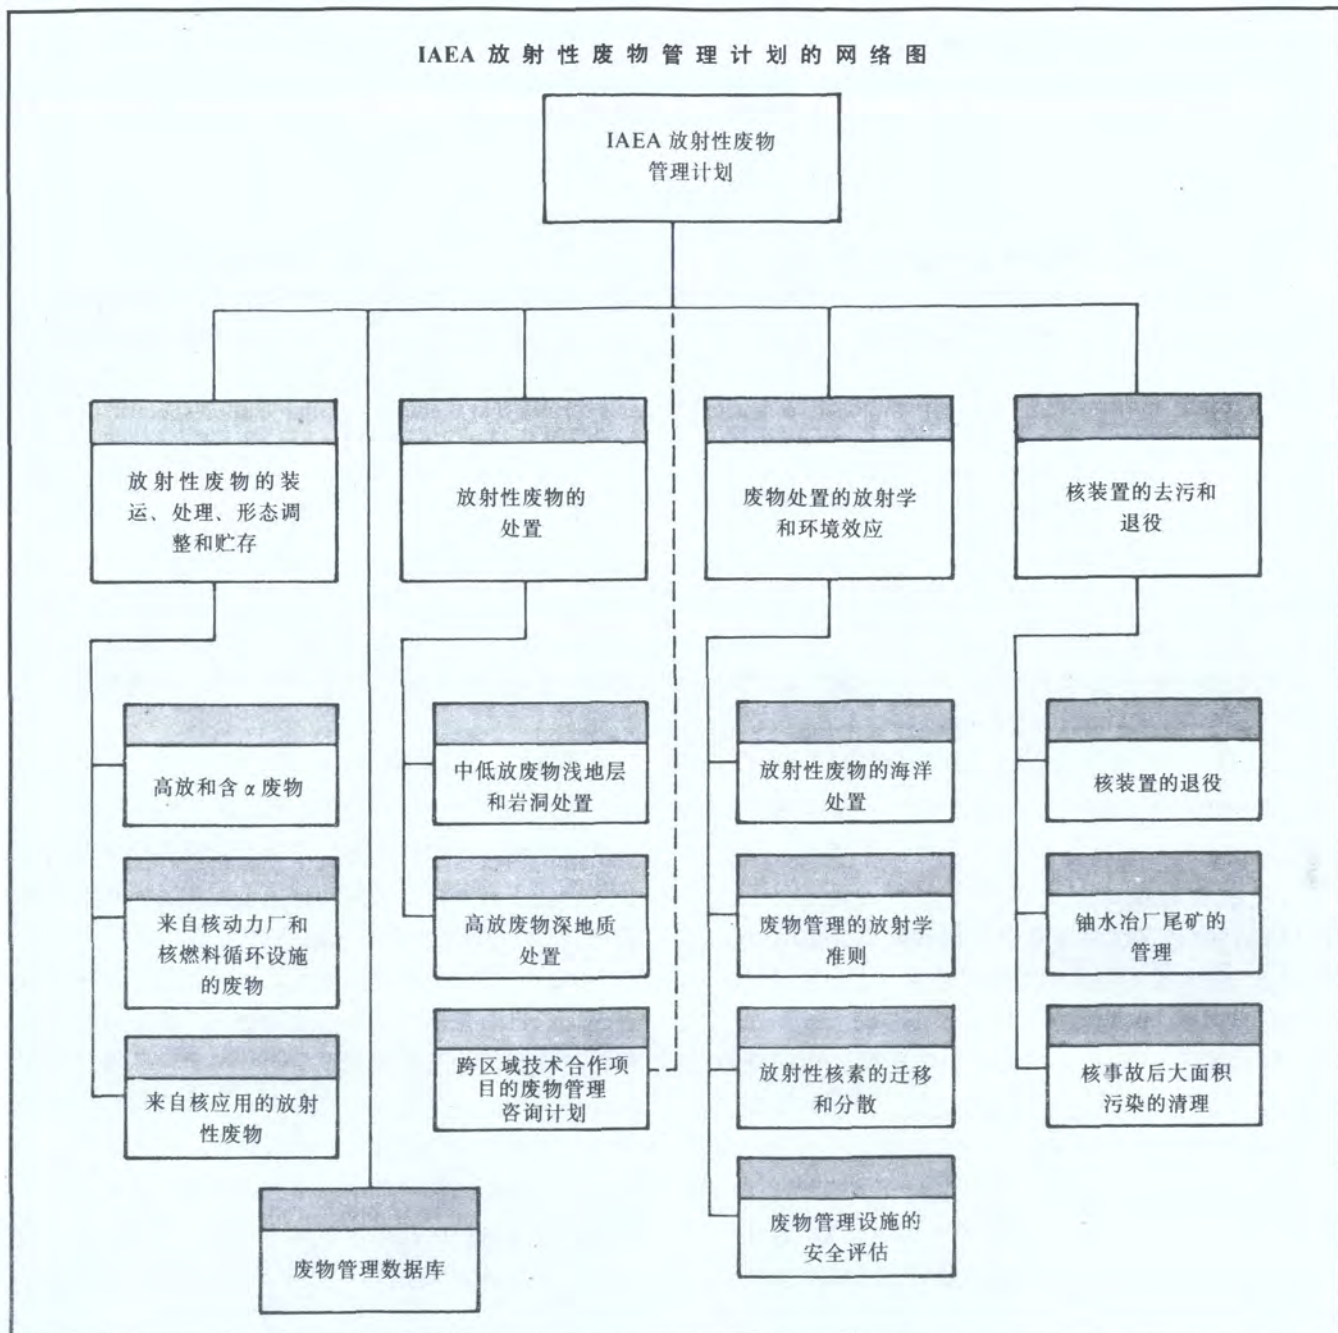 IAEA 放射性废物管理计划的网络图
IAEA 放射性废物
管理计划
放射性废物的装
运、处理、形态调
整和贮存
放射性废物的
处置
废物处置的放射学
和环境效应
核装置的去污和
退役
高放和含 α 废物
来自核动力厂和
核燃料循环设施
的废物
来自核应用的放射
性废物
中低放废物浅地层
和岩洞处置
高放废物深地质
处置
跨区域技术合作项
目的废物管理
咨询计划
放射性废物的海洋
处置
废物管理的放射学
准则
放射性核素的迁移
和分散
废物管理设施的
安全评估
核装置的退役
铀水冶厂尾矿的
管理
核事故后大面积
污染的清理
废物管理数据库